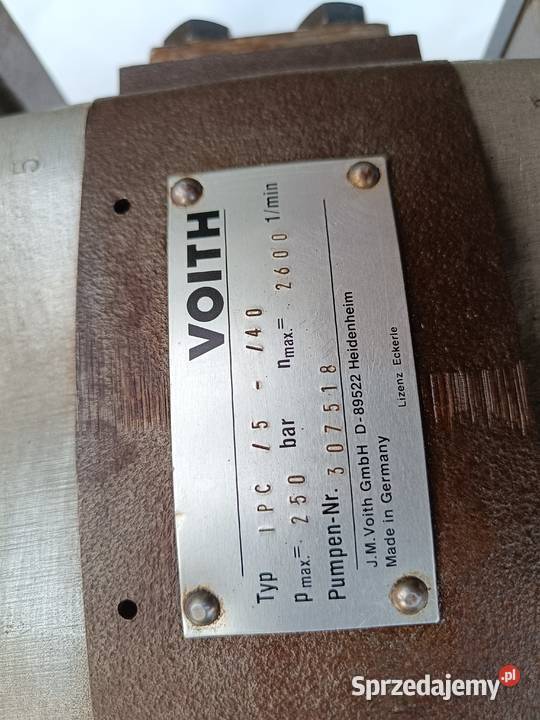 VOITH
Typ IPC /5 - /40
p max.= 250 bar n max.= 2600 1/min
Pumpen-Nr. 307518
J.M. Voith GmbH D-89522 Heidenheim
Made in Germany Lizenz Eckerle
5
Sprzedajemy.pl